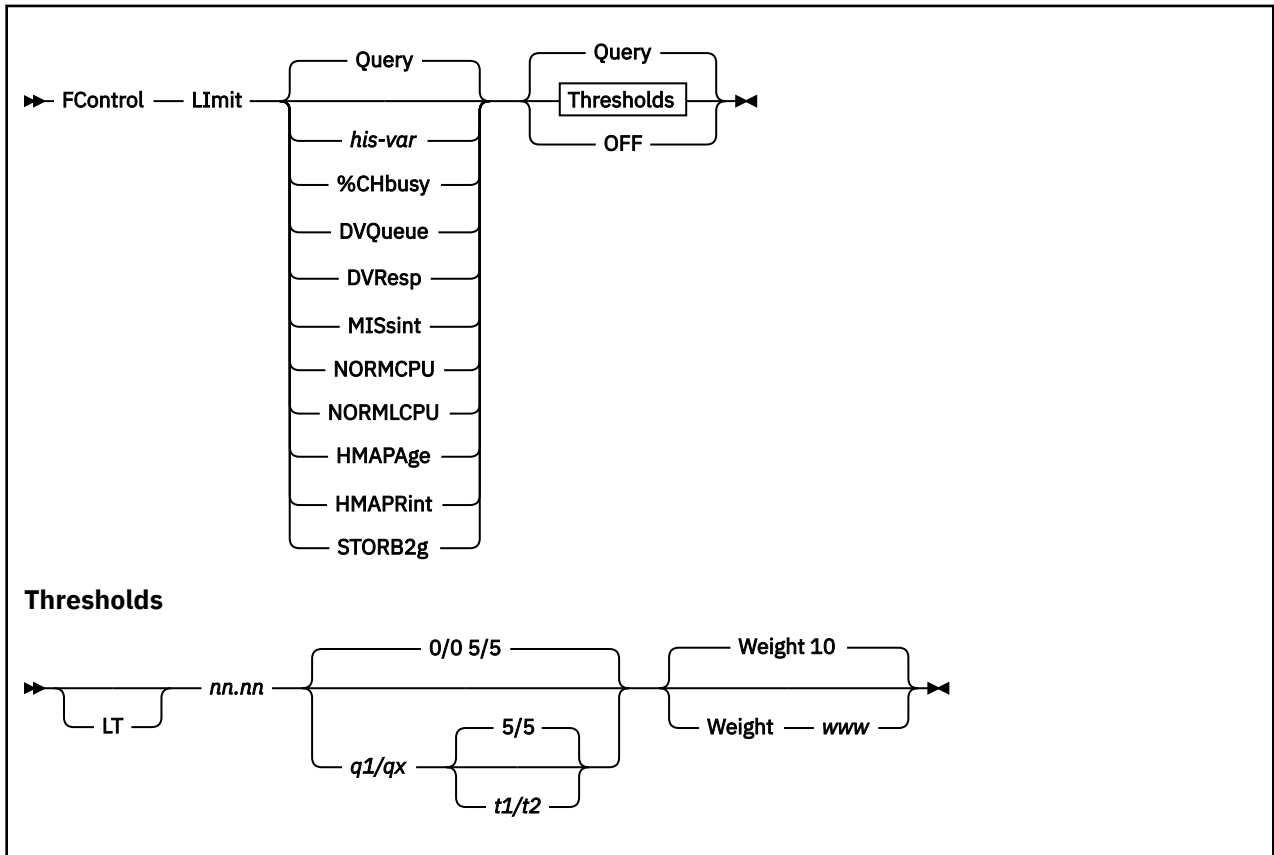 Query
Query
FControl LImit
Thresholds
his-var
OFF
%CHbusy
DVQueue
DVResp
MISsint
NORMCPU
NORMLCPU
HMAPAge
HMAPRint
STORB2g
Thresholds
0/0 5/5
Weight 10
nn.nn
LT
5/5
Weight www
q1/qx
t1/t2